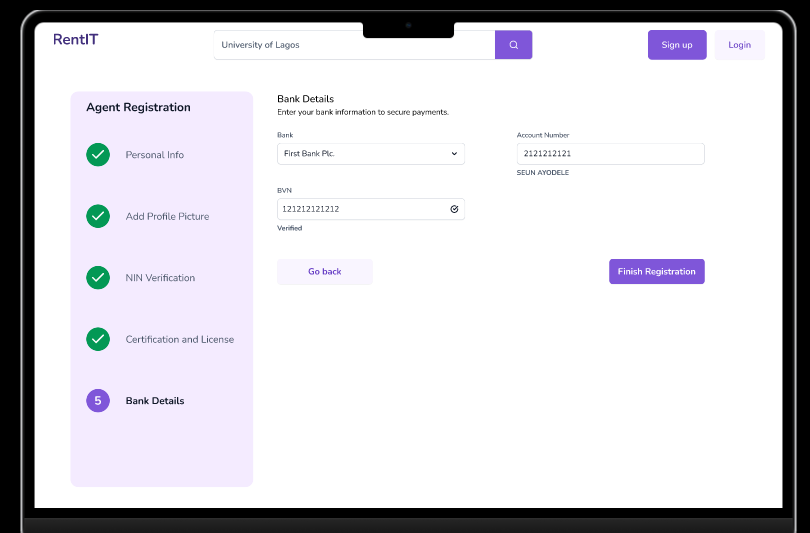 RentIT
University of Lagos
Sign up
Login
Agent Registration
Personal Info
Add Profile Picture
NIN Verification
Certification and License
5
Bank Details
Bank Details
Enter your bank information to secure payments.
Bank
First Bank Plc.
Account Number
2121212121
SEUN AYODELE
BVN
121212121212
Verified
Go back
Finish Registration